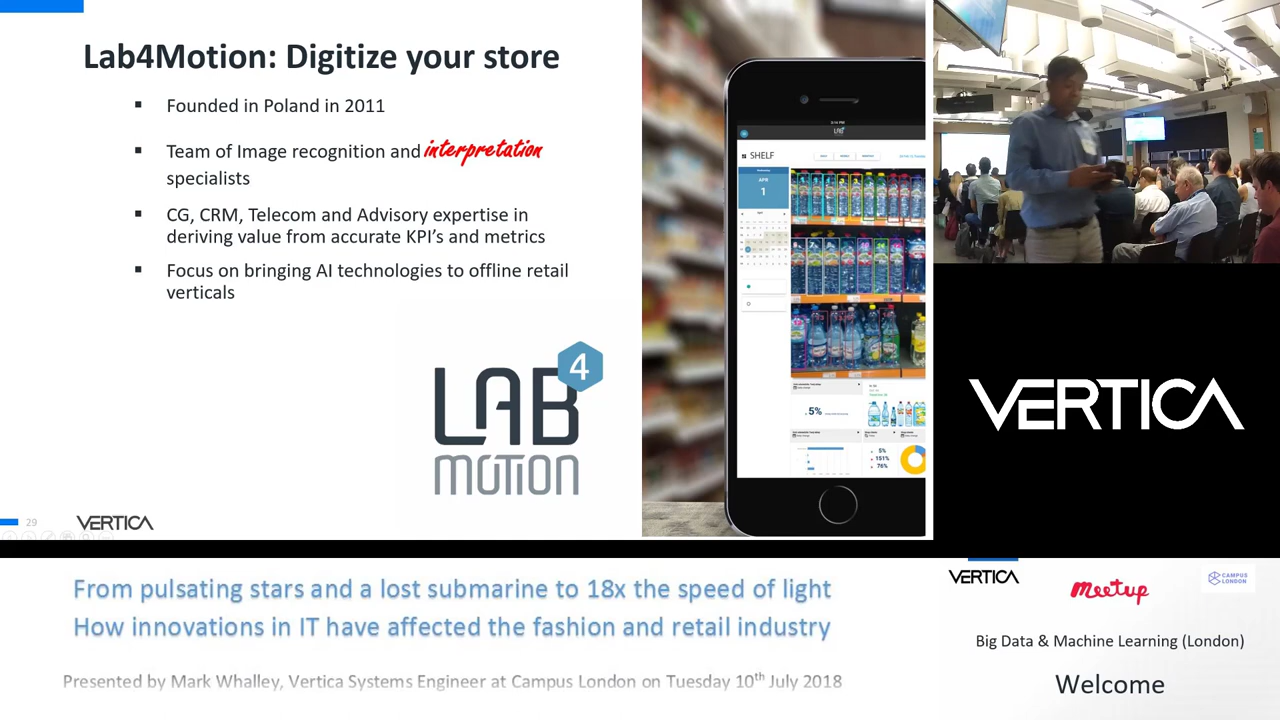 Lab4Motion: Digitize your store
Founded in Poland in 2011
Team of Image recognition and interpretation
specialists
CG, CRM, Telecom and Advisory expertise in
deriving value from accurate KPI's and metrics
Focus on bringing AI technologies to offline retail
verticals
LAB 4
MOTION
29
VERTICA
SHELF
APR
1
5%
5%
151%
76%
VERTICA
From pulsating stars and a lost submarine to 18x the speed of light
How innovations in IT have affected the fashion and retail industry
Presented by Mark Whalley, Vertica Systems Engineer at Campus London on Tuesday 10th July 2018
VERTICA
meetup
CAMPUS
LONDON
Big Data & Machine Learning (London)
Welcome